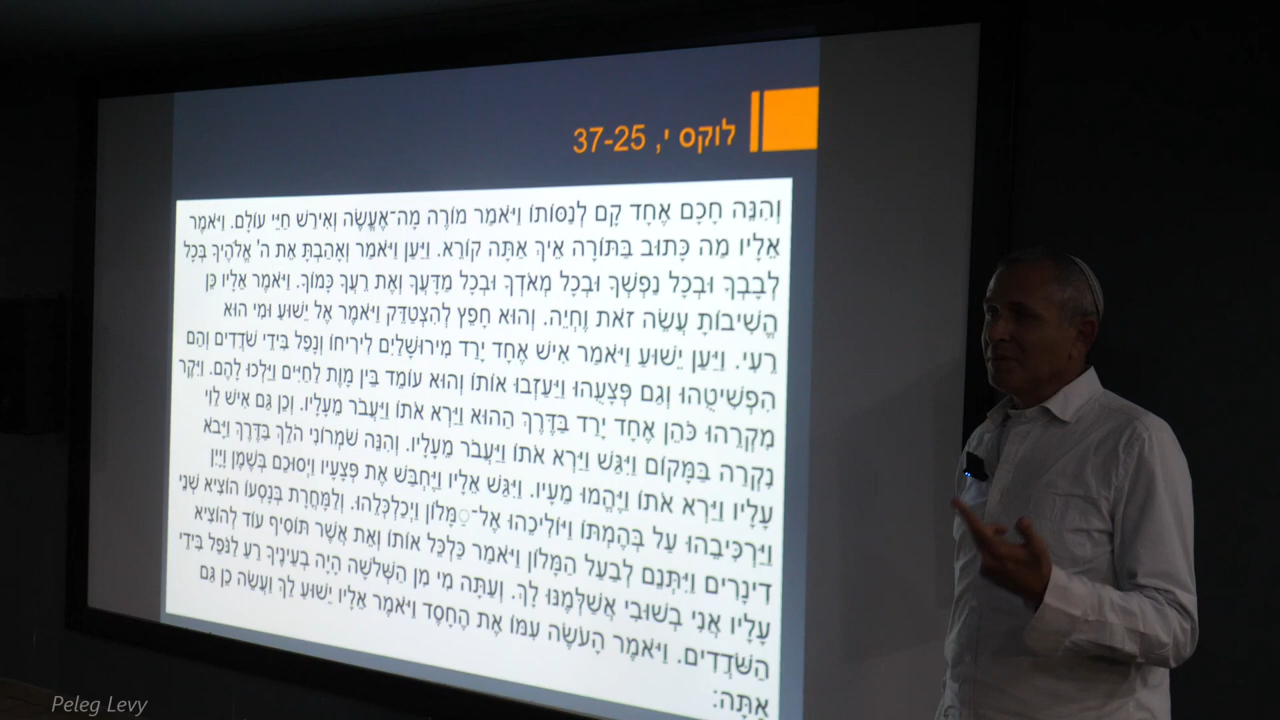 לוקס י, 37-25
וְהִנֵּה חָכָם אֶחָד קָם לְנַסּוֹתוֹ וַיֹּאמַר מוֹרֶה מָה־אֶעֱשֶׂה וְאִירַשׁ חַיֵּי עוֹלָם. וַיֹּאמֶר
אֵלָיו מַה כָּתוּב בַּתּוֹרָה אֵיךְ אַתָּה קוֹרֵא. וַיַּעַן וַיֹּאמַר וְאָהַבְתָּ אֵת ה' אֱלֹהֶיךָ בְּכָל
לְבָבְךָ וּבְכָל נַפְשְׁךָ וּבְכָל מְאֹדְךָ וּבְכָל מַדָּעֲךָ וְאֶת רֵעֲךָ כָּמוֹךָ. וַיֹּאמֶר אֵלָיו כֵּן
הֲשִׁיבוֹתָ עֲשֵׂה זֹאת וֶחְיֵה. וְהוּא חָפֵץ לְהִצְטַדֵּק וַיֹּאמֶר אֶל יֵשׁוּעַ וּמִי הוּא
רֵעִי. וַיַּעַן יֵשׁוּעַ וַיֹּאמַר אִישׁ אֶחָד יָרַד מִירוּשָׁלַיִם לִירִיחוֹ וְנָפַל בִּידֵי שֹׁדְדִים וְהֵם
הִפְשִׁיטֻהוּ וְגַם פְּצָעֻהוּ וַיַּעַזְבוּ אוֹתוֹ וְהוּא עוֹמֵד בֵּין מָוֶת לַחַיִּים וַיֵּלְכוּ לָהֶם. וַיִּקֶר
מִקְרֵהוּ כֹּהֵן אֶחָד יָרַד בַּדֶּרֶךְ הַהוּא וַיַּרְא אֹתוֹ וַיַּעֲבֹר מֵעָלָיו. וְכֵן גַּם אִישׁ לֵוִי
נִקְרָה בַּמָּקוֹם וַיִּגַּשׁ וַיַּרְא אֹתוֹ וַיַּעֲבֹר מֵעָלָיו. וְהִנֵּה שֹׁמְרוֹנִי הֹלֵךְ בַּדֶּרֶךְ וַיָּבֹא
עָלָיו וַיַּרְא אֹתוֹ וַיֶּהֱמוּ מֵעָיו. וַיִּגַּשׁ אֵלָיו וַיַּחְבַּשׁ אֶת פְּצָעָיו וַיְסוּכֵם בְּשֶׁמֶן וָיַיִן
וַיַּרְכִּיבֵהוּ עַל בְּהֶמְתּוֹ וַיּוֹלִיכֵהוּ אֶל־מַּלוֹן וַיְכַלְכְּלֵהוּ. וְלַמָּחֳרָת בְּנָסְעוֹ הוֹצִיא שְׁנֵי
דִינָרִים וַיִּתְּנֵם לְבַעַל הַמָּלוֹן וַיֹּאמַר כַּלְכֵּל אוֹתוֹ וְאֵת אֲשֶׁר תּוֹסִיף עוֹד לְהוֹצִיא
עָלָיו אֲנִי בְשׁוּבִי אֲשַׁלְּמֶנּוּ לָךְ. וְעַתָּה מִי מִן הַשְּׁלֹשָׁה הָיָה בְעֵינֶיךָ רֵעַ לַנֹּפֵל בִּידֵי
הַשֹּׁדְדִים. וַיֹּאמֶר הָעֹשֶׂה עִמּוֹ אֶת הַחָסֶד וַיֹּאמֶר אֵלָיו יֵשׁוּעַ לֵךְ וַעֲשֵׂה כֵן גַּם
אָתָּה:
Peleg Levy